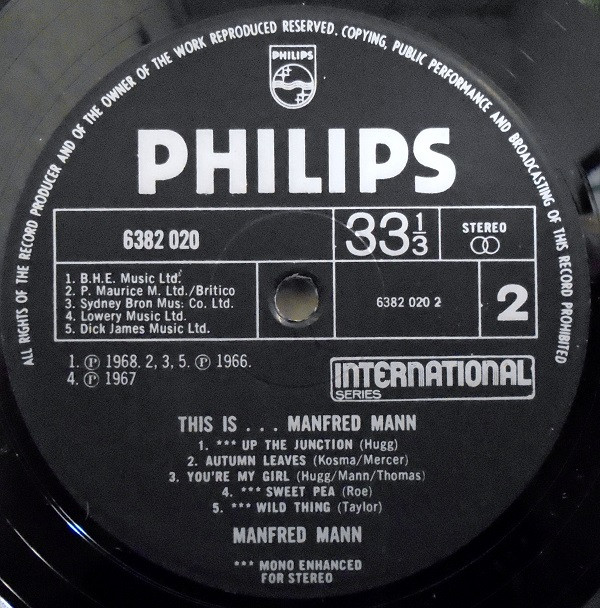 ALL RIGHTS OF THE RECORD PRODUCER AND OF THE OWNER OF THE WORK REPRODUCED RESERVED. COPYING, PUBLIC PERFORMANCE AND BROADCASTING OF THIS RECORD PROHIBITED
PHILIPS
PHILIPS
6382 020
33 1/3
STEREO
1. B.H.E. Music Ltd.
2. P. Maurice M. Ltd./Britico
3. Sydney Bron Mus: Co. Ltd.
4. Lowery Music Ltd.
5. Dick James Music Ltd.
6382 020 2
2
1. Ⓟ 1968. 2, 3, 5. Ⓟ 1966.
4. Ⓟ 1967
INTERNATIONAL
SERIES
THIS IS . . . MANFRED MANN
1. *** UP THE JUNCTION (Hugg)
2. AUTUMN LEAVES (Kosma/Mercer)
3. YOU'RE MY GIRL (Hugg/Mann/Thomas)
4. *** SWEET PEA (Roe)
5. *** WILD THING (Taylor)
MANFRED MANN
*** MONO ENHANCED
FOR STEREO